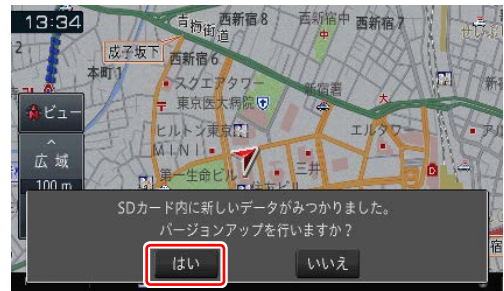 13:34
青梅街道
西新宿8
西新宿中
西新宿7
成子坂下
西新宿6
本町1
スクエアタワー
新宿署
東京医大病院
ビュー
ヒルトン東京
エルタワー
MINI
広域
三井
第一生命ビル
100m
SDカード内に新しいデータがみつかりました。
バージョンアップを行いますか？
はい
いいえ